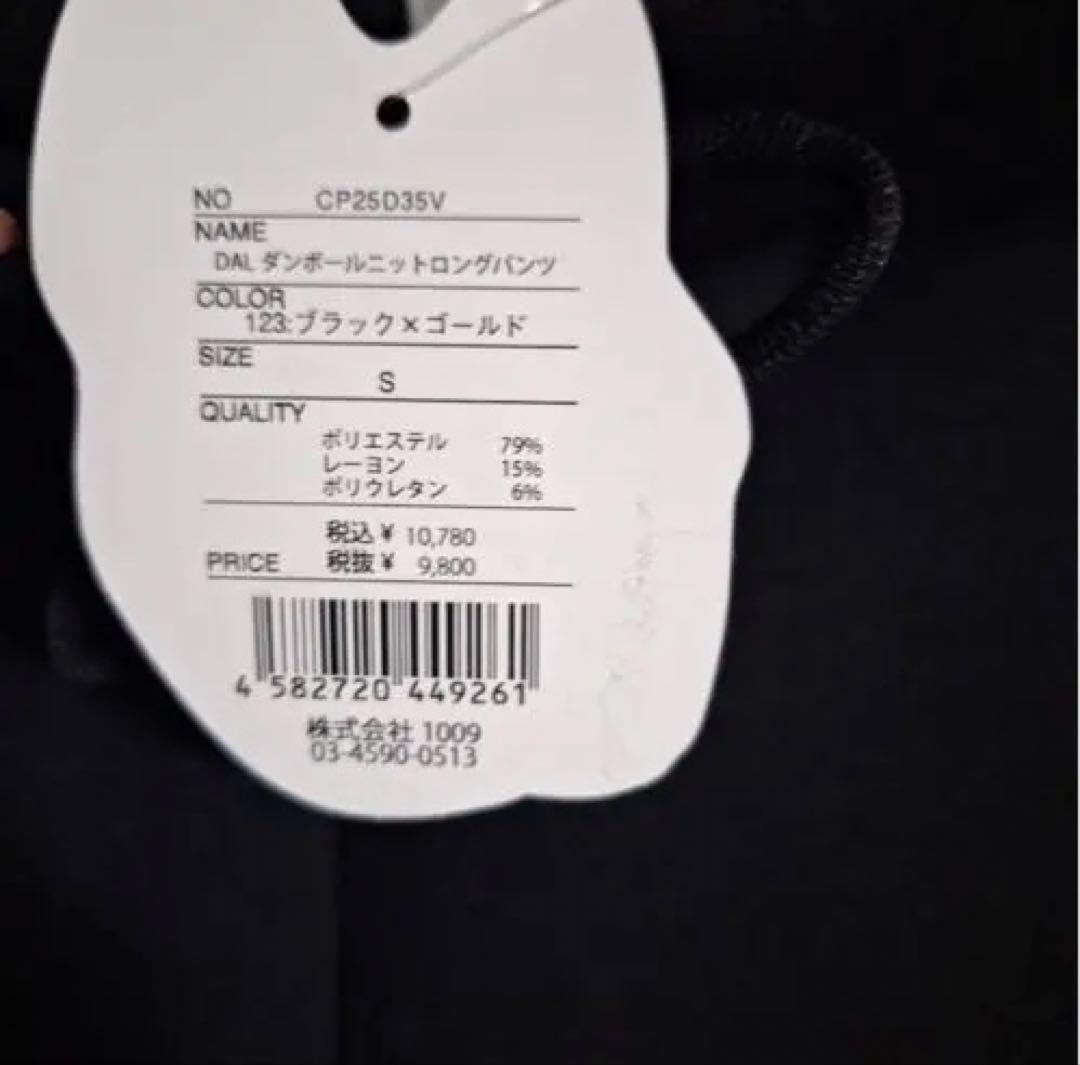 NO CP25D35V
NAME
DAL ダンボールニットロングパンツ
COLOR
123:ブラック×ゴールド
SIZE
S
QUALITY
ポリエステル 79%
レーヨン 15%
ポリウレタン 6%
税込¥ 10,780
PRICE 税抜¥ 9,800
4 582720 449261
株式会社 1009
03-4590-0513